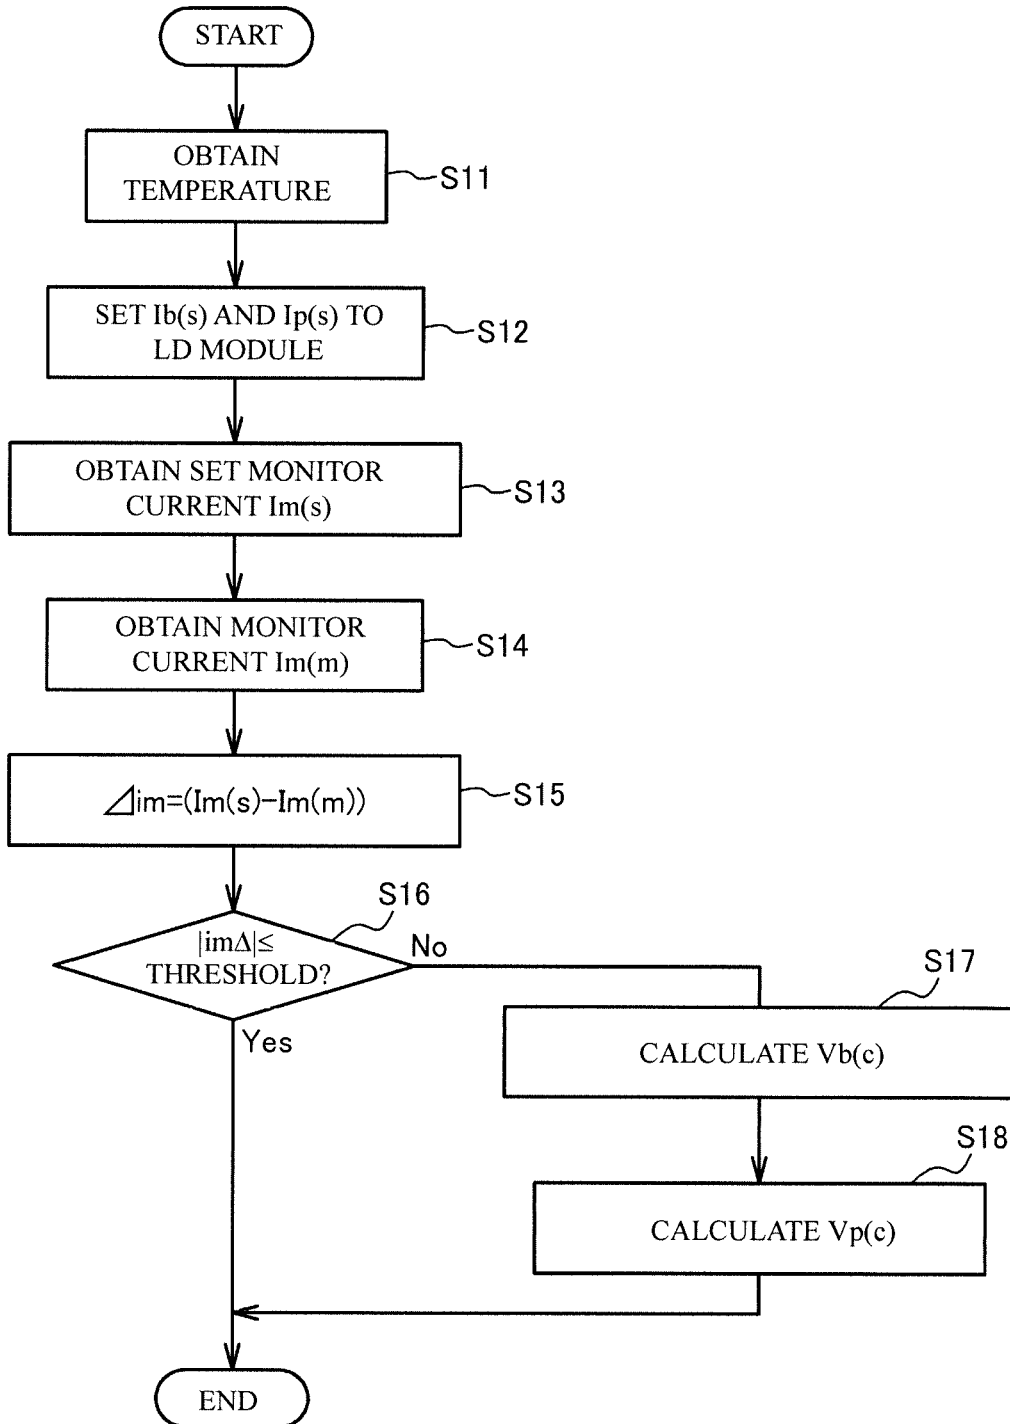 START
OBTAIN
TEMPERATURE
S11
SET Ib(s) AND Ip(s) TO
LD MODULE
S12
OBTAIN SET MONITOR
CURRENT Im(s)
S13
OBTAIN MONITOR
CURRENT Im(m)
S14
⊿im=(Im(s)-Im(m))
S15
S16
|imΔ|≤
THRESHOLD?
No
Yes
S17
CALCULATE Vb(c)
S18
CALCULATE Vp(c)
END